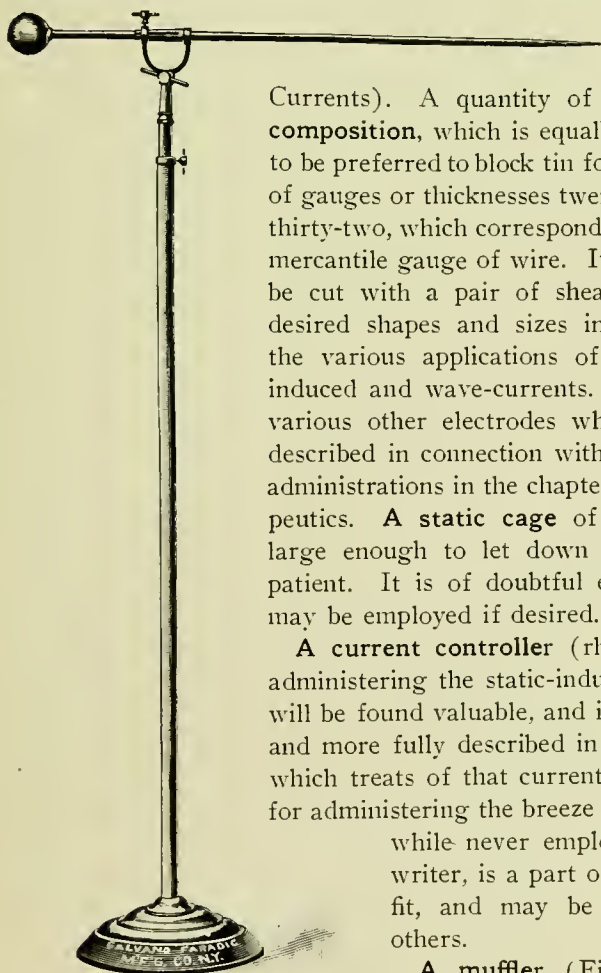 Currents). A quantity of
composition, which is equal
to be preferred to block tin fo
of gauges or thicknesses twe
thirty-two, which correspond
mercantile gauge of wire. I
be cut with a pair of shea
desired shapes and sizes in
the various applications of
induced and wave-currents.
various other electrodes wh
described in connection with
administrations in the chapte
peutics. A static cage of
large enough to let down
patient. It is of doubtful e
may be employed if desired.
A current controller (rh
administering the static-indu
will be found valuable, and i
and more fully described in
which treats of that current
for administering the breeze
while never empl
writer, is a part o
fit, and may be
others.
A muffler (Fi
GALVANO FARADIC
M'F'G. CO. N.Y.